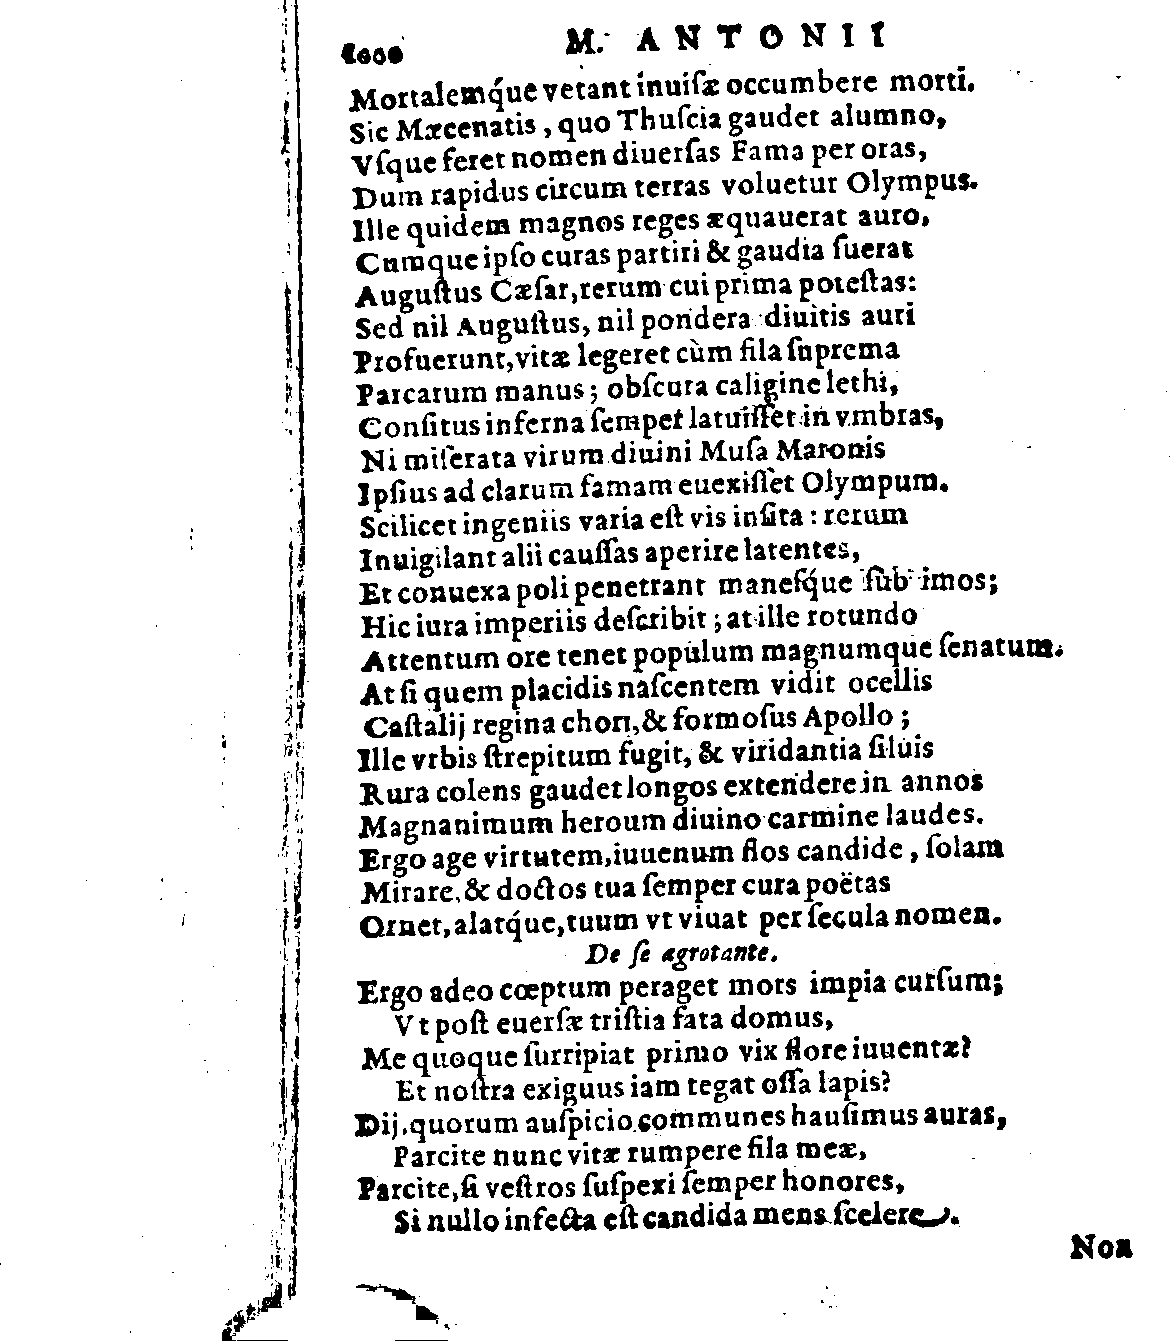 1000 M. ANTONII
Mortalemq́ue vetant inuiſæ occumbere morti.
Sic Mæcenatis, quo Thuſcia gaudet alumno,
Vſque feret nomen diuerſas Fama per oras,
Dum rapidus circum terras voluetur Olympus.
Ille quidem magnos reges æquauerat auro,
Cumque ipſo curas partiri & gaudia ſuerat
Auguſtus Cæſar, rerum cui prima poteſtas:
Sed nil Auguſtus, nil pondera diuitis auri
Profuerunt, vitæ legeret cùm fila ſuprema
Parcarum manus; obſcura caligine lethi,
Conſitus inferna ſemper latuiſſet in vmbras,
Ni miſerata virum diuini Muſa Maronis
Ipſius ad clarum famam euexiſſet Olympum.
Scilicet ingeniis varia eſt vis inſita: rerum
Inuigilant alii cauſſas aperire latentes,
Et conuexa poli penetrant maneſq́ue ſub imos;
Hic iura imperiis deſcribit; at ille rotundo
Attentum ore tenet populum magnumque ſenatum.
At ſi quem placidis naſcentem vidit ocellis
Caſtalij regina chori, & formoſus Apollo;
Ille vrbis ſtrepitum fugit, & viridantia ſiluis
Rura colens gaudet longos extendere in annos
Magnanimum heroum diuino carmine laudes.
Ergo age virtutem, iuuenum flos candide, ſolam
Mirare, & doctos tua ſemper cura poëtas
Ornet, alatq́ue, tuum vt viuat per ſecula nomen.
De ſe ægrotante.
Ergo adeo cœptum peraget mors impia curſum;
Vt poſt euerſæ triſtia fata domus,
Me quoque ſurripiat primo vix flore iuuentæ?
Et noſtra exiguus iam tegat oſſa lapis?
Dij, quorum auſpicio communes hauſimus auras,
Parcite nunc vitæ rumpere fila meæ,
Parcite, ſi veſtros ſuſpexi ſemper honores,
Si nullo infecta eſt candida mens ſcelere.
Non